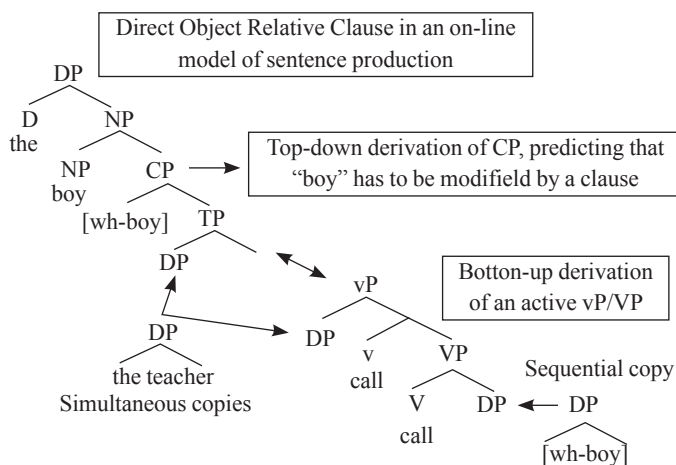 Direct Object Relative Clause in an on-line
model of sentence production
DP
D
NP
the
NP
CP
boy
Top-down derivation of CP, predicting that
“boy” has to be modifield by a clause
[wh-boy]
TP
DP
vP
Botton-up derivation
of an active vP/VP
DP
DP
v
VP
the teacher
call
Sequential copy
Simultaneous copies
V
DP
DP
call
[wh-boy]